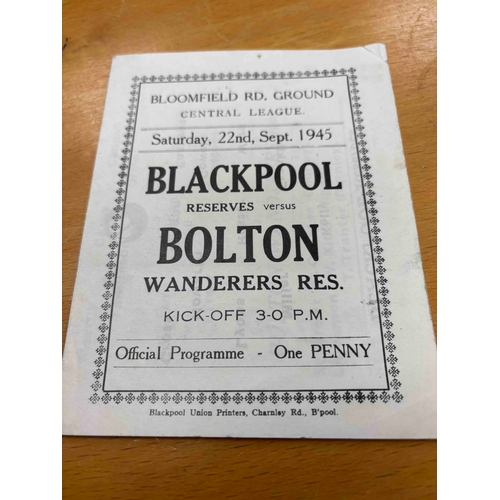 BLOOMFIELD RD. GROUND
CENTRAL LEAGUE.
Saturday, 22nd, Sept. 1945
BLACKPOOL
RESERVES versus
BOLTON
WANDERERS RES.
KICK-OFF 3-0 P.M.
Official Programme - One PENNY
Blackpool Union Printers, Charnley Rd., B'pool.